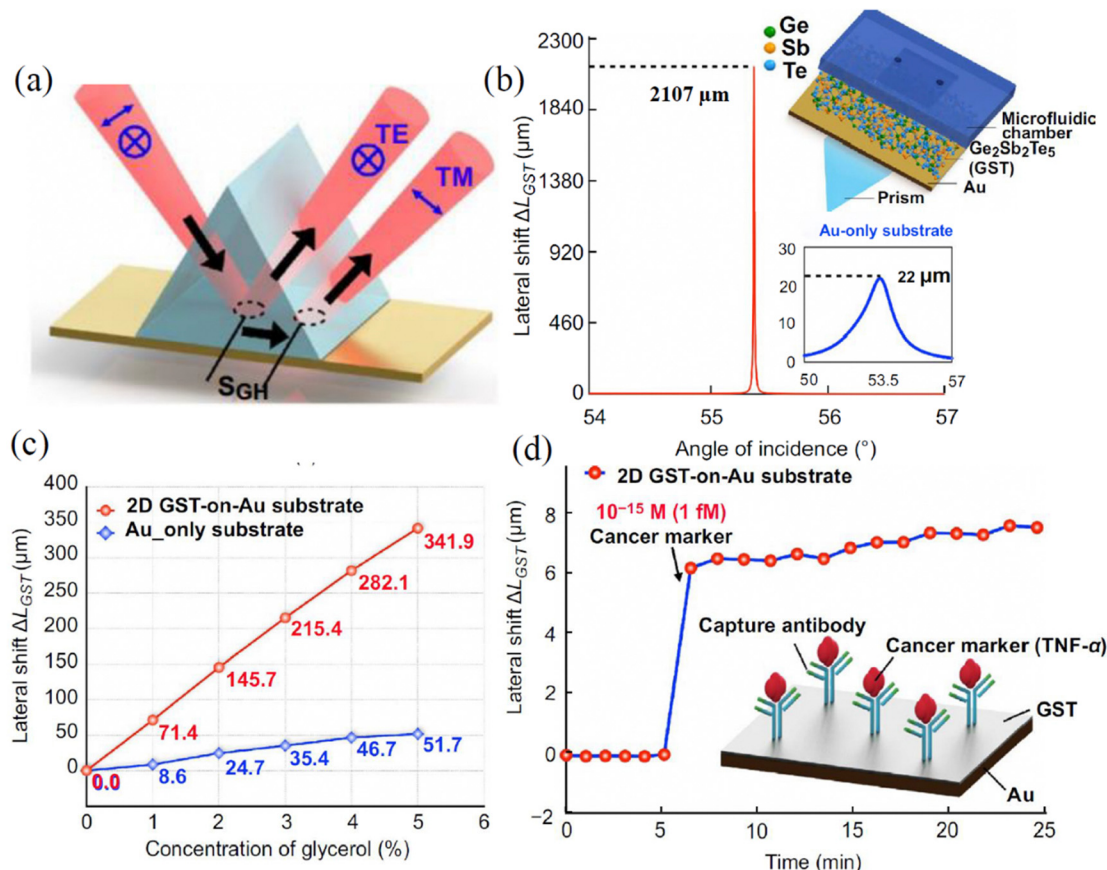 (a)
TE
TM
SGH
(b)
Ge
Sb
Te
Microfluidic
chamber
Ge2Sb2Te5
(GST)
Au
Prism
2300
1840
1380
920
460
0
2107 μm
Lateral shift ΔLGST (μm)
54
55
56
57
Angle of incidence (°)
Au-only substrate
30
20
10
0
22 μm
50
53.5
57
(c)
400
350
300
250
200
150
100
50
0
Lateral shift ΔLGST (μm)
2D GST-on-Au substrate
Au_only substrate
341.9
282.1
215.4
145.7
71.4
0.0
8.6
24.7
35.4
46.7
51.7
0
1
2
3
4
5
6
Concentration of glycerol (%)
(d)
8
6
4
2
0
−2
Lateral shift ΔLGST (μm)
2D GST-on-Au substrate
10−15 M (1 fM)
Cancer marker
Capture antibody
Cancer marker (TNF-α)
GST
Au
0
5
10
15
20
25
Time (min)